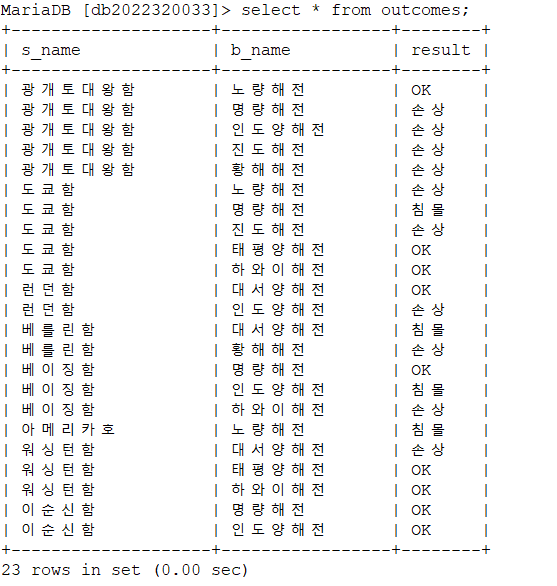 MariaDB [db2022320033]> select * from outcomes;
+--------------------+-----------------+--------+
| s_name | b_name | result |
+--------------------+-----------------+--------+
| 광개토대왕함 | 노량해전 | OK |
| 광개토대왕함 | 명량해전 | 손상 |
| 광개토대왕함 | 인도양해전 | 손상 |
| 광개토대왕함 | 진도해전 | 손상 |
| 광개토대왕함 | 황해해전 | 손상 |
| 도쿄함 | 노량해전 | 손상 |
| 도쿄함 | 명량해전 | 침몰 |
| 도쿄함 | 진도해전 | 손상 |
| 도쿄함 | 태평양해전 | OK |
| 도쿄함 | 하와이해전 | OK |
| 런던함 | 대서양해전 | OK |
| 런던함 | 인도양해전 | 손상 |
| 베를린함 | 대서양해전 | 침몰 |
| 베를린함 | 황해해전 | 손상 |
| 베이징함 | 명량해전 | OK |
| 베이징함 | 인도양해전 | 침몰 |
| 베이징함 | 하와이해전 | 손상 |
| 아메리카호 | 노량해전 | 침몰 |
| 워싱턴함 | 대서양해전 | 손상 |
| 워싱턴함 | 태평양해전 | OK |
| 워싱턴함 | 하와이해전 | OK |
| 이순신함 | 명량해전 | OK |
| 이순신함 | 인도양해전 | OK |
+--------------------+-----------------+--------+
23 rows in set (0.00 sec)